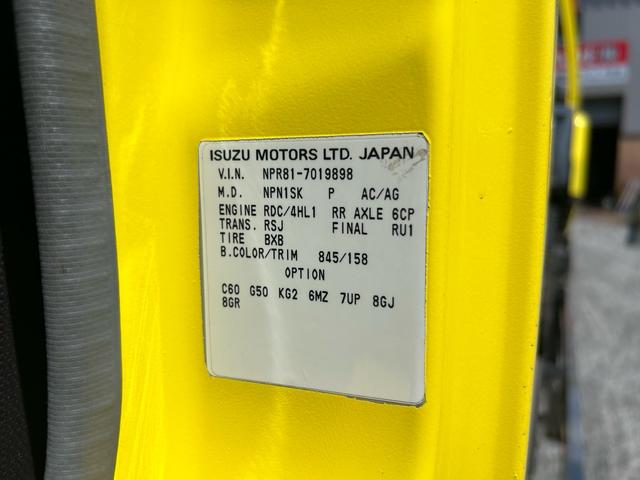 ISUZU MOTORS LTD. JAPAN
V.I.N. NPR81-7019898
M.D. NPN1SK P AC/AG
ENGINE RDC/4HL1 RR AXLE 6CP
TRANS. RSJ FINAL RU1
TIRE BXB
B.COLOR/TRIM 845/158
OPTION
C60 G50 KG2 6MZ 7UP 8GJ
8GR